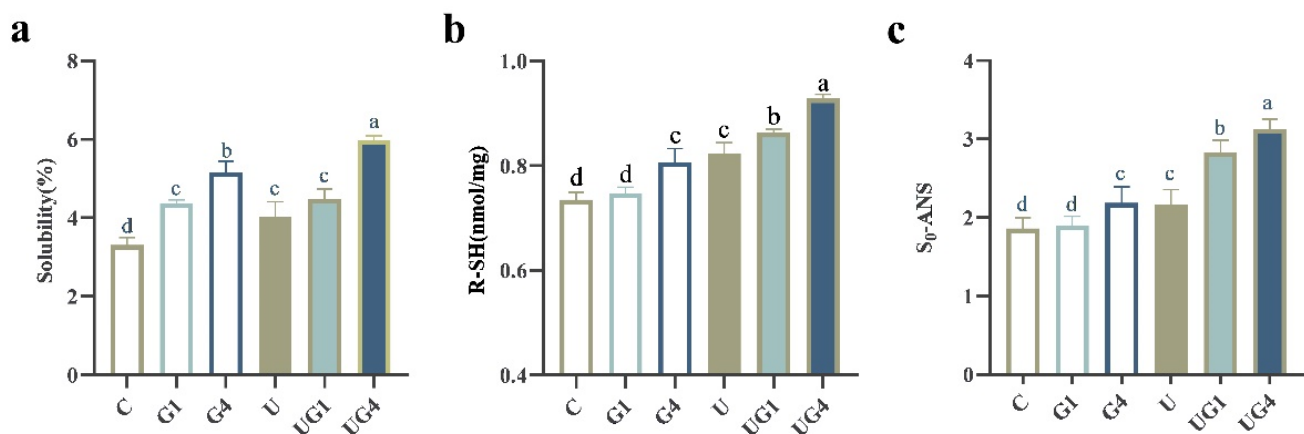 a
Solubility(%)
8
6
4
2
0
d
c
b
c
c
a
C
G1
G4
U
UG1
UG4
b
R-SH(nmol/mg)
1.0
0.8
0.6
0.4
d
d
c
c
b
a
C
G1
G4
U
UG1
UG4
c
S₀-ANS
4
3
2
1
0
d
d
c
c
b
a
C
G1
G4
U
UG1
UG4